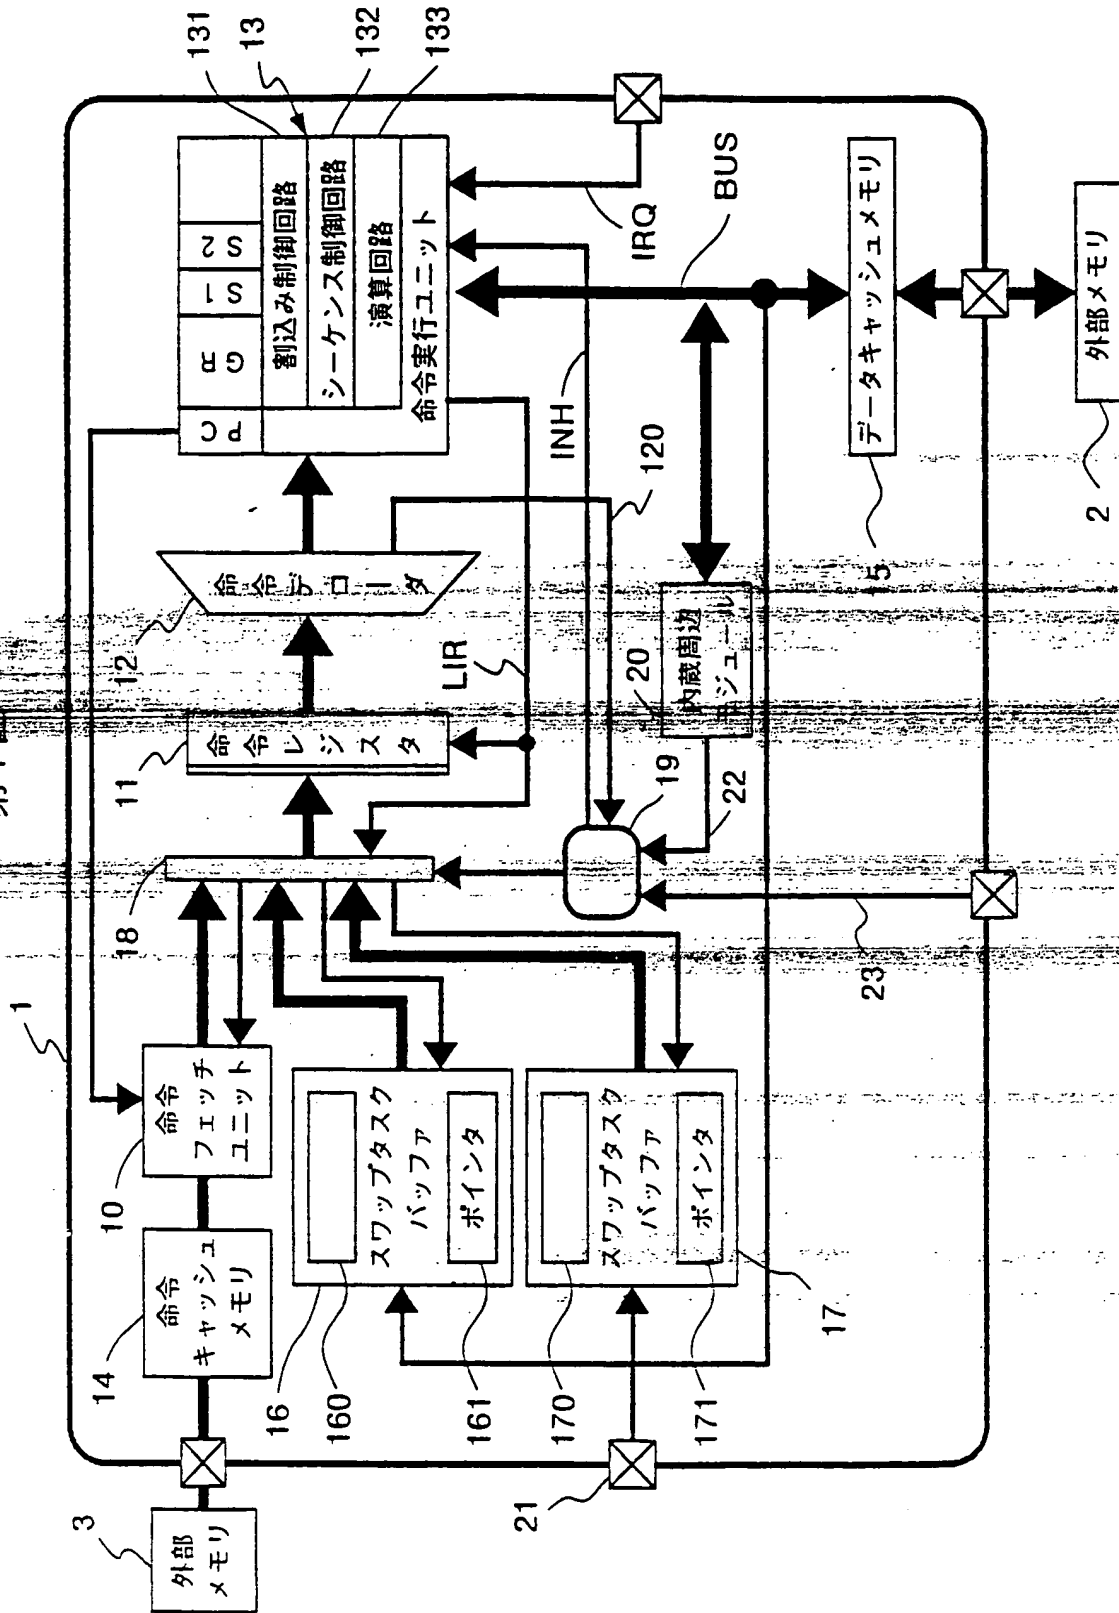 第1図
1
3
外部
メモリ
14
命令
キャッシュ
メモリ
10
命令
フェッチ
ユニット
18
11
命令レジスタ
12
命令デコーダ
PC
GR
S1
S2
割込み制御回路
シーケンス制御回路
演算回路
命令実行ユニット
131
13
132
133
16
160
スワップタスク
バッファ
ポインタ
161
170
スワップタスク
バッファ
ポインタ
171
17
21
LIR
INH
IRQ
BUS
120
19
20
内蔵周辺
モジュール
22
23
データキャッシュメモリ
5
外部メモリ
2